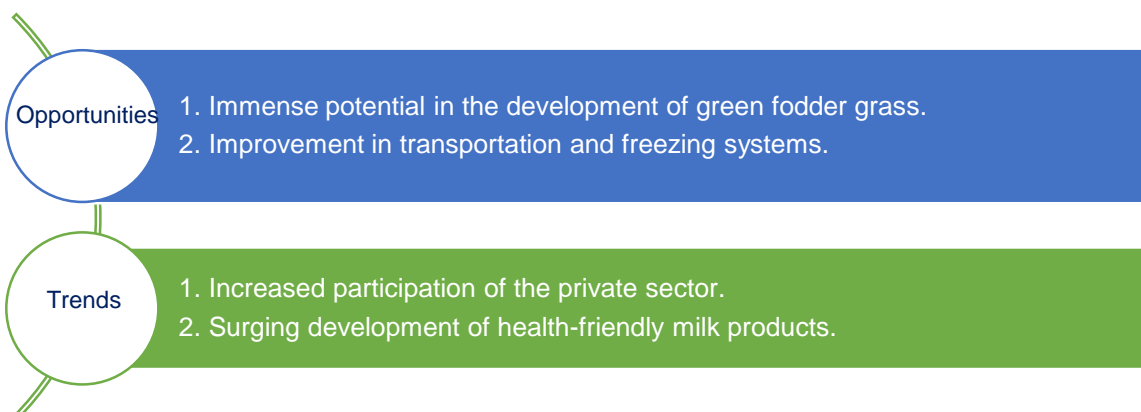 Opportunities
1. Immense potential in the development of green fodder grass.
2. Improvement in transportation and freezing systems.
Trends
1. Increased participation of the private sector.
2. Surging development of health-friendly milk products.